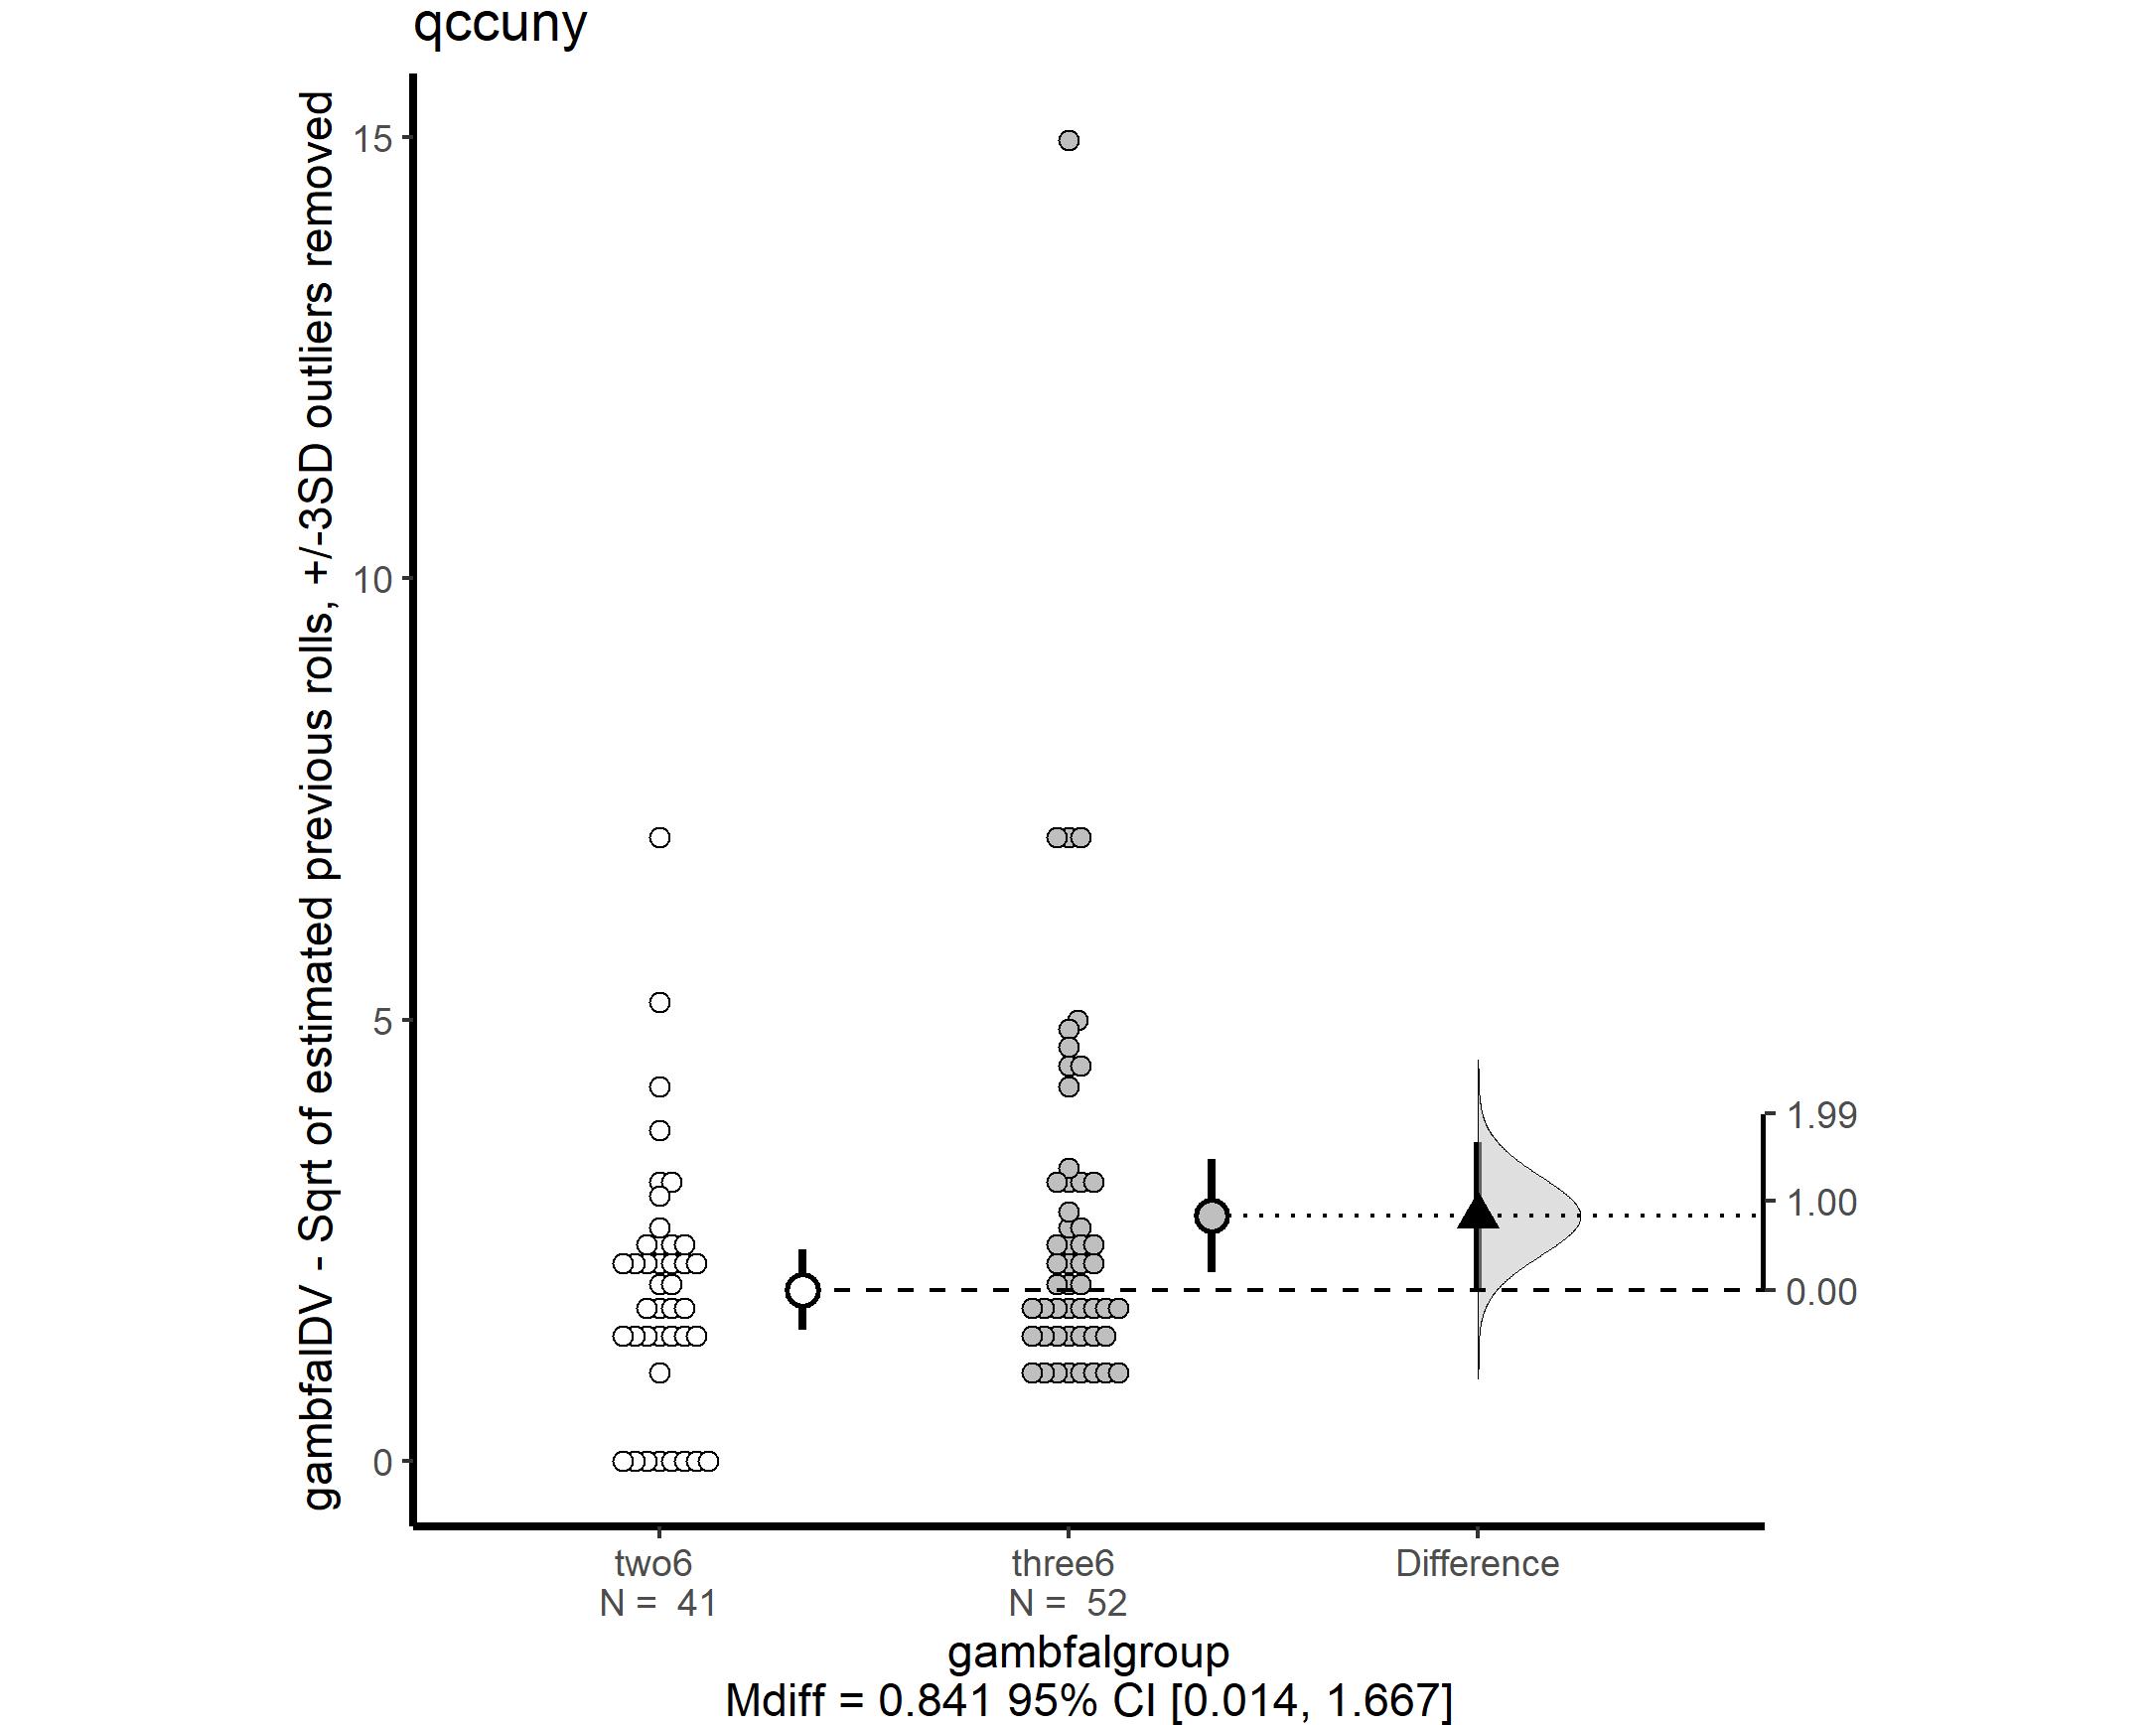 qccuny
gambfalDV - Sqrt of estimated previous rolls, +/-3SD outliers removed
15
10
5
0
1.99
1.00
0.00
two6
N = 41
three6
N = 52
Difference
gambfalgroup
Mdiff = 0.841 95% CI [0.014, 1.667]